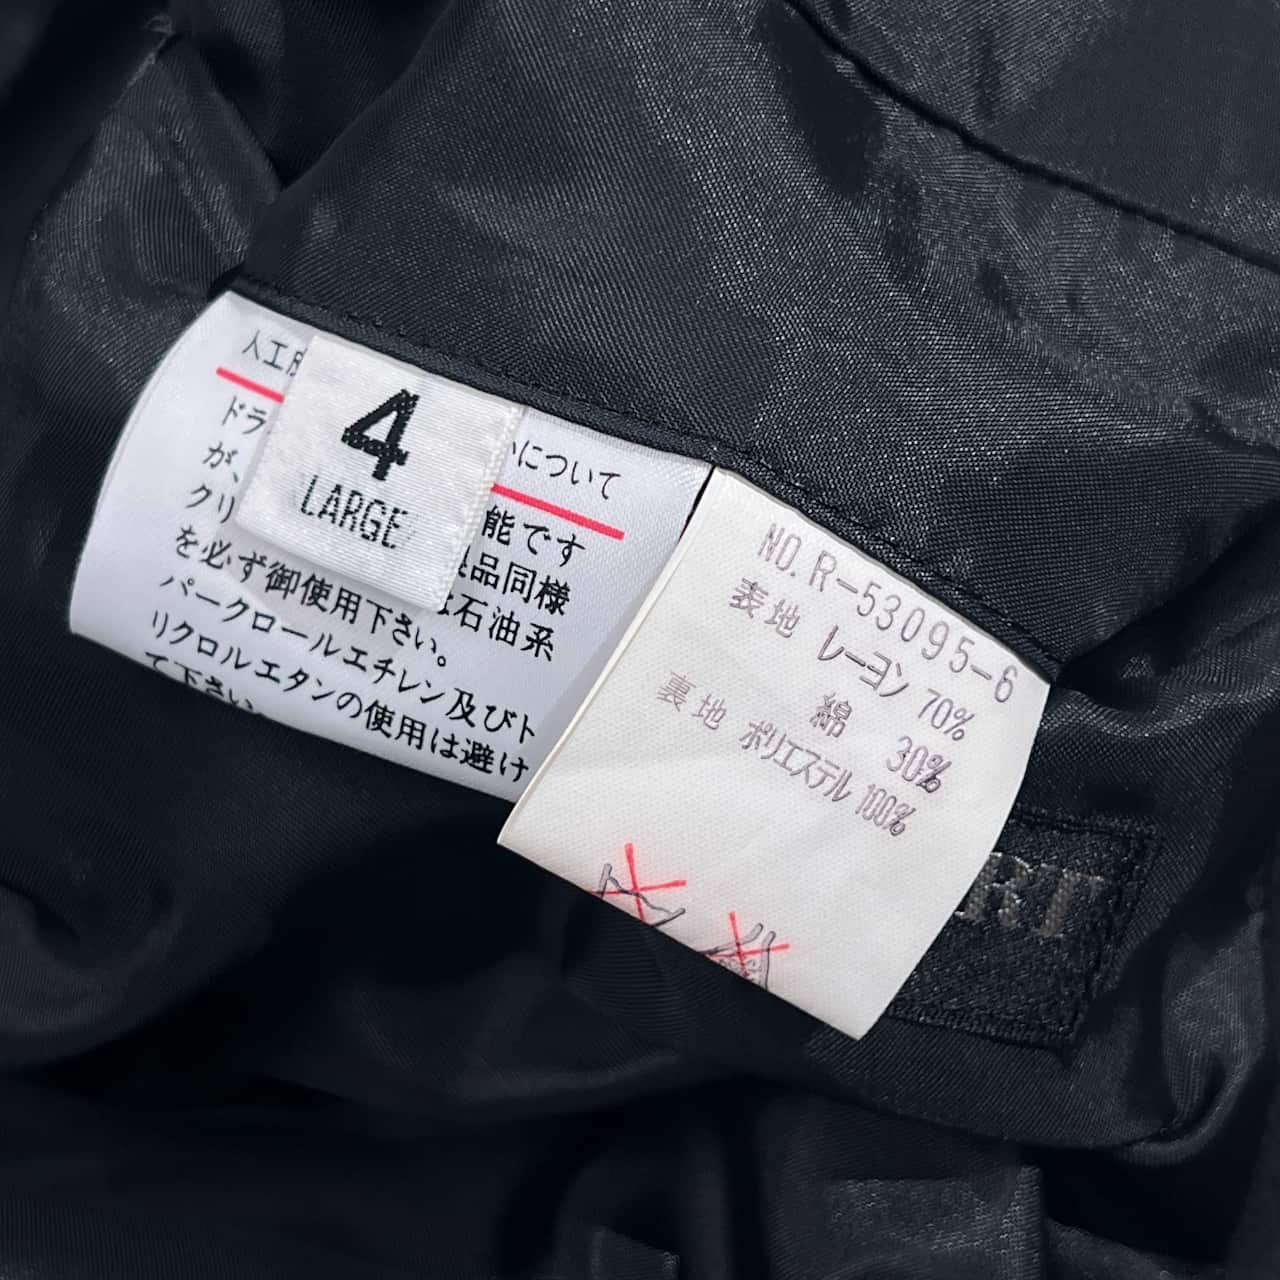 4
LARGE
人工
いについて
ドラ
能です
が、
品同様
クリ
石油系
を必ず御使用下さい。
パークロールエチレン及びト
リクロルエタンの使用は避け
て下さい。
NO.R-53095-6
表地 レーヨン 70%
綿 30%
裏地 ポリエステル 100%